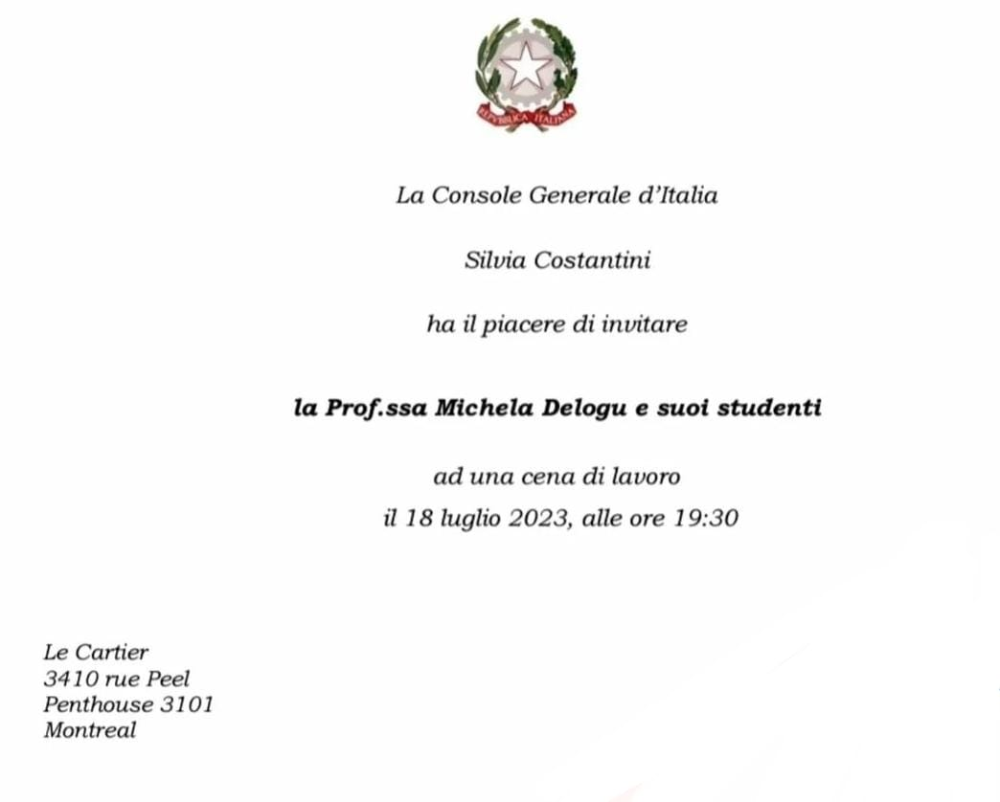 REPVBBLICA ITALIANA
La Console Generale d'Italia
Silvia Costantini
ha il piacere di invitare
la Prof.ssa Michela Delogu e suoi studenti
ad una cena di lavoro
il 18 luglio 2023, alle ore 19:30
Le Cartier
3410 rue Peel
Penthouse 3101
Montreal